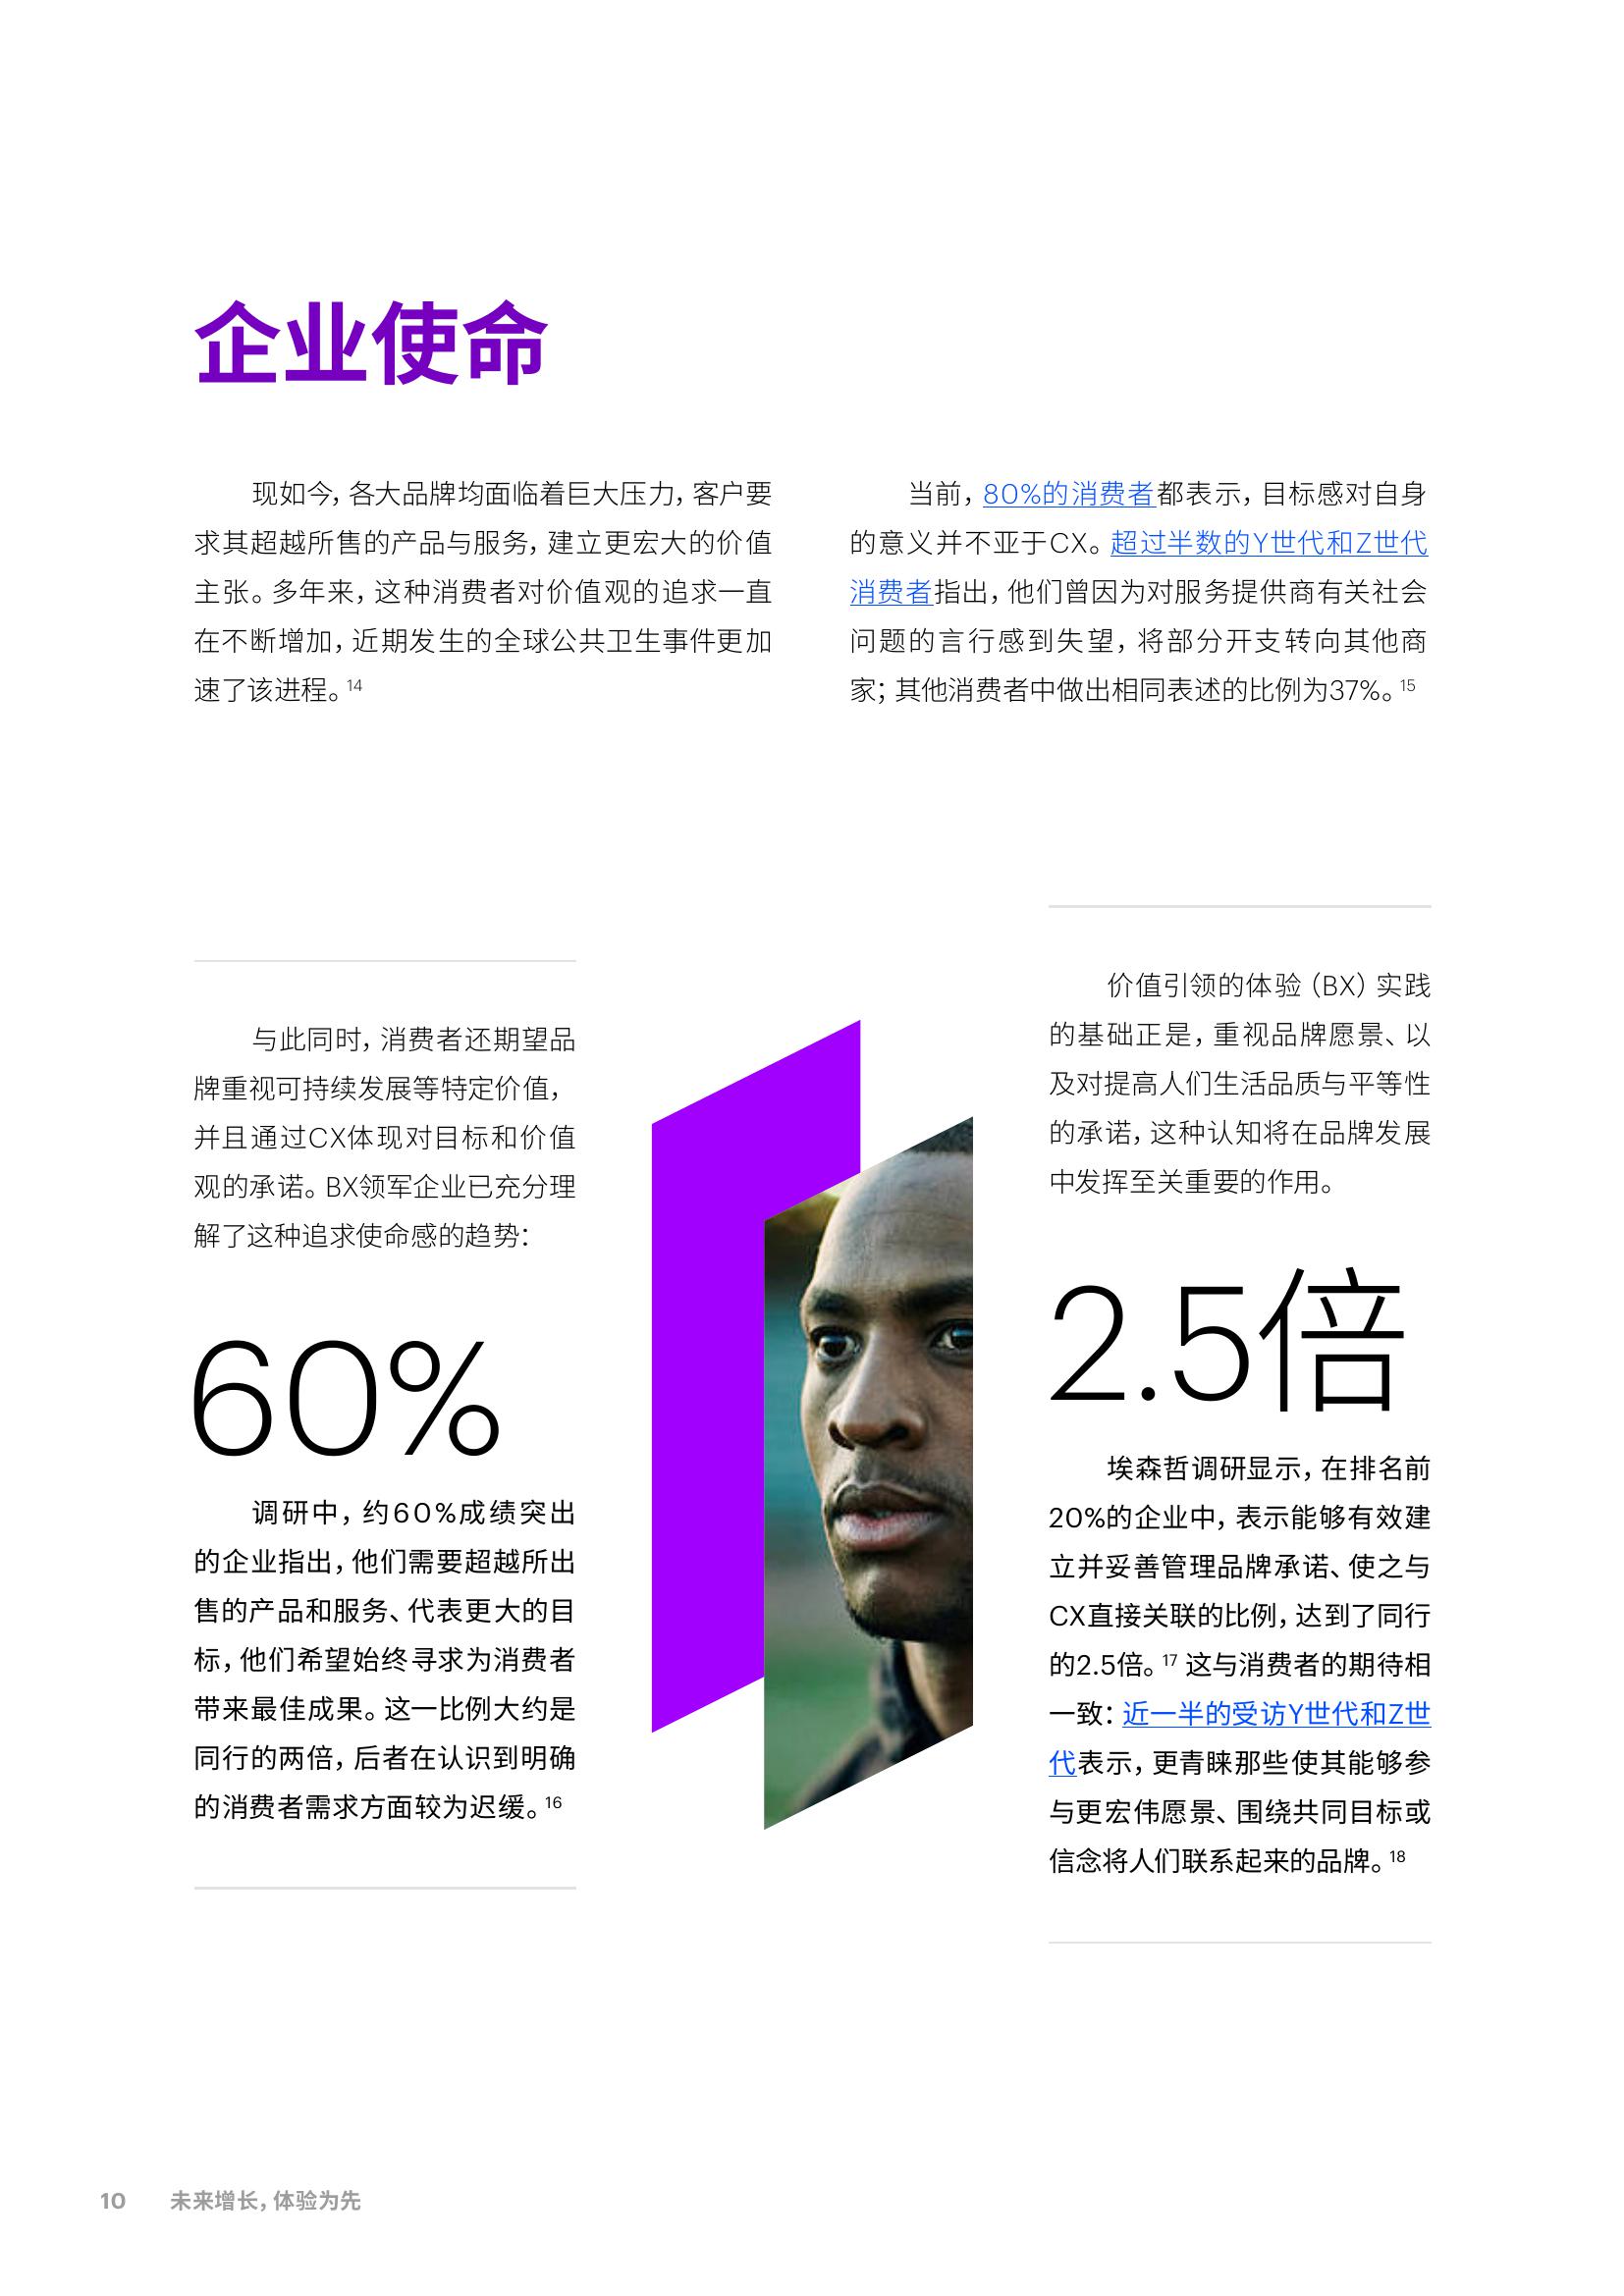 企业使命
现如今，各大品牌均面临着巨大压力，客户要
求其超越所售的产品与服务，建立更宏大的价值
主张。多年来，这种消费者对价值观的追求一直
在不断增加，近期发生的全球公共卫生事件更加
速了该进程。14
当前，80%的消费者都表示，目标感对自身
的意义并不亚于CX。超过半数的Y世代和Z世代
消费者指出，他们曾因为对服务提供商有关社会
问题的言行感到失望，将部分开支转向其他商
家；其他消费者中做出相同表述的比例为37%。15
与此同时，消费者还期望品
牌重视可持续发展等特定价值，
并且通过CX体现对目标和价值
观的承诺。BX领军企业已充分理
解了这种追求使命感的趋势：
60%
调研中，约60%成绩突出
的企业指出，他们需要超越所出
售的产品和服务、代表更大的目
标，他们希望始终寻求为消费者
带来最佳成果。这一比例大约是
同行的两倍，后者在认识到明确
的消费者需求方面较为迟缓。16
价值引领的体验（BX）实践
的基础正是，重视品牌愿景、以
及对提高人们生活品质与平等性
的承诺，这种认知将在品牌发展
中发挥至关重要的作用。
2.5倍
埃森哲调研显示，在排名前
20%的企业中，表示能够有效建
立并妥善管理品牌承诺、使之与
CX直接关联的比例，达到了同行
的2.5倍。17 这与消费者的期待相
一致：近一半的受访Y世代和Z世
代表示，更青睐那些使其能够参
与更宏伟愿景、围绕共同目标或
信念将人们联系起来的品牌。18
10 未来增长，体验为先